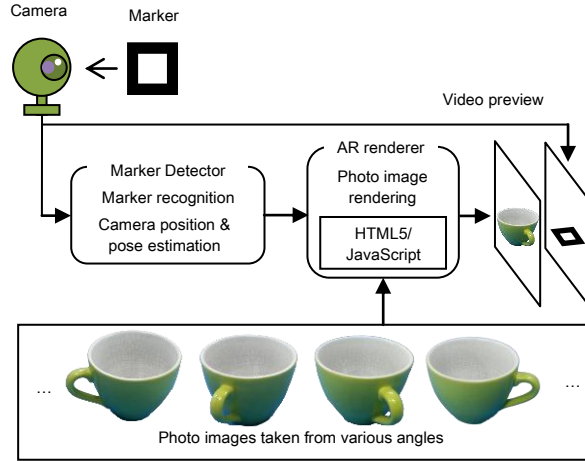 Camera
Marker
Video preview
Marker Detector
Marker recognition
Camera position &
pose estimation
AR renderer
Photo image
rendering
HTML5/
JavaScript
...
...
Photo images taken from various angles